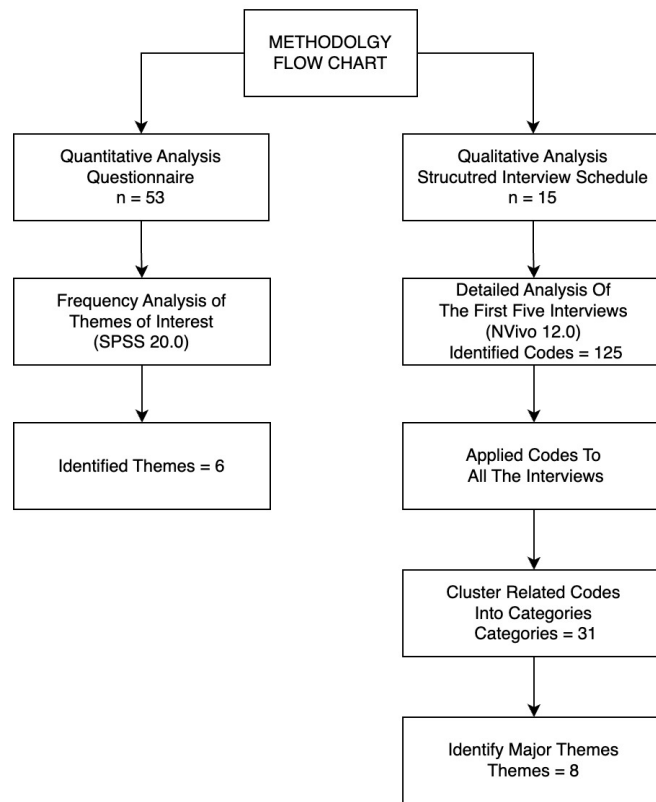 METHODOLGY
FLOW CHART
Quantitative Analysis
Questionnaire
n = 53
Qualitative Analysis
Strucutred Interview Schedule
n = 15
Frequency Analysis of
Themes of Interest
(SPSS 20.0)
Detailed Analysis Of
The First Five Interviews
(NVivo 12.0)
Identified Codes = 125
Identified Themes = 6
Applied Codes To
All The Interviews
Cluster Related Codes
Into Categories
Categories = 31
Identify Major Themes
Themes = 8